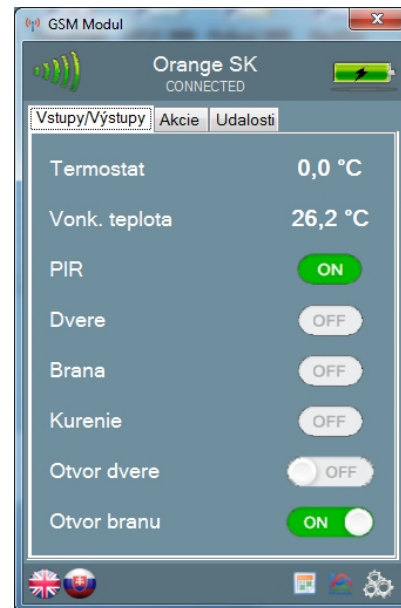 GSM Modul
Orange SK
CONNECTED
Vstupy/Výstupy Akcie Udalosti
Termostat 0,0 °C
Vonk. teplota 26,2 °C
PIR ON
Dvere OFF
Brana OFF
Kurenie OFF
Otvor dvere OFF
Otvor branu ON